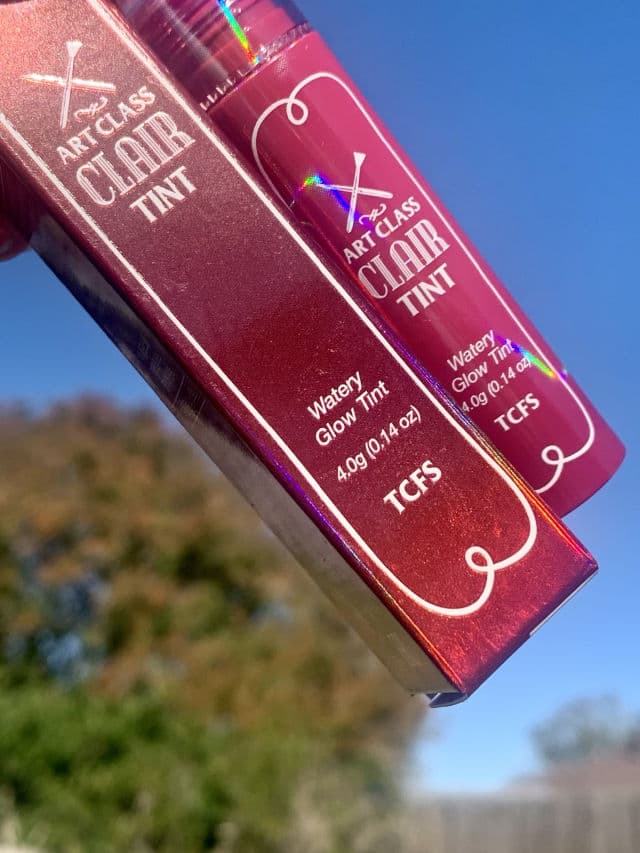 ART CLASS
CLAIR
TINT
Watery
Glow Tint
4.0g (0.14 oz)
TCFS
ART CLASS
CLAIR
TINT
Watery
Glow Tint
4.0g (0.14 oz)
TCFS